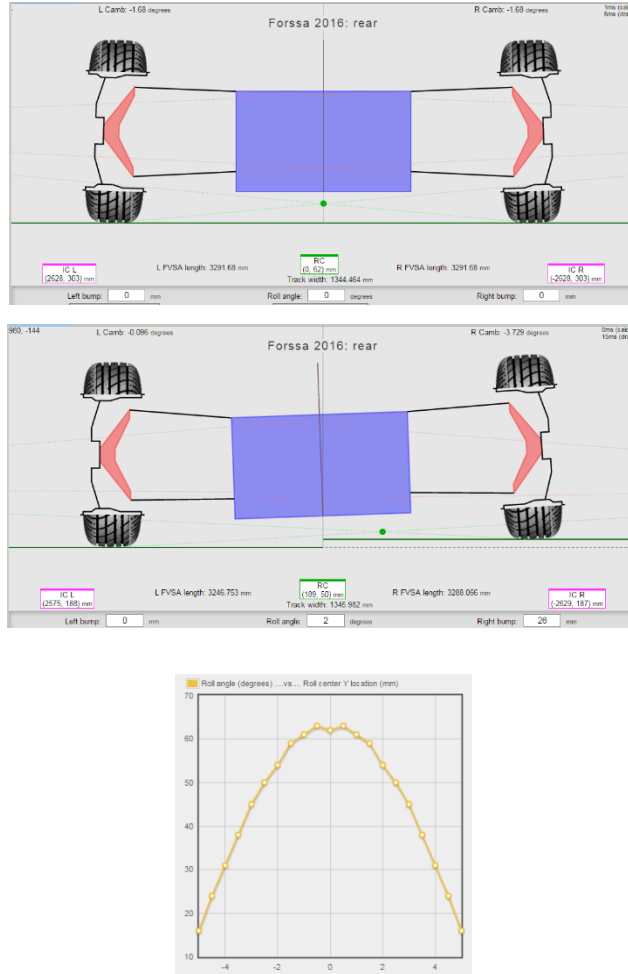 L Camb: -1.68 degrees
R Camb: -1.68 degrees
Forssa 2016: rear
IC L
(2628, 303) mm
L FVSA length: 3291.68 mm
RC
(0, 62) mm
Track width: 1344.464 mm
R FVSA length: 3291.68 mm
IC R
(-2628, 303) mm
Left bump: 0 mm
Roll angle: 0 degrees
Right bump: 0 mm
980, -144
L Camb: -0.096 degrees
R Camb: -3.729 degrees
Forssa 2016: rear
IC L
(2575, 188) mm
L FVSA length: 3246.753 mm
RC
(189, 50) mm
Track width: 1345.982 mm
R FVSA length: 3288.066 mm
IC R
(-2629, 187) mm
Left bump: 0 mm
Roll angle: 2 degrees
Right bump: 26 mm
Roll angle (degrees) ....vs.... Roll center Y location (mm)
70
60
50
40
30
20
10
-4 -2 0 2 4